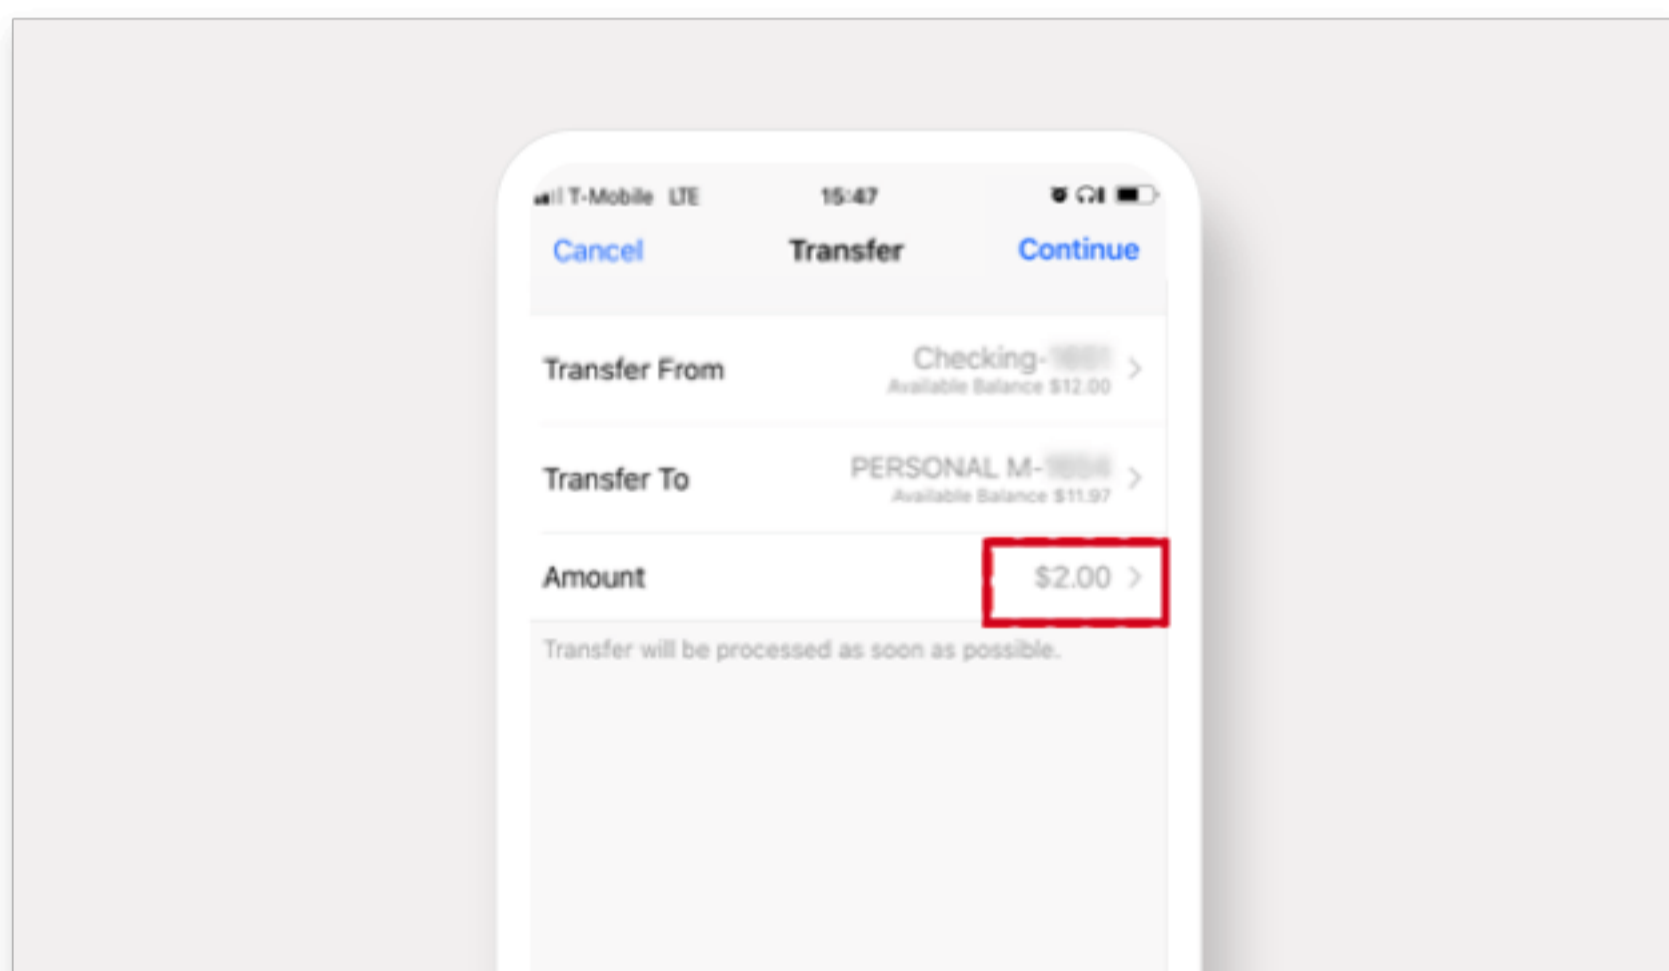 T-Mobile LTE 15:47
Cancel Transfer Continue
Transfer From Checking-
Available Balance $12.00
Transfer To PERSONAL M-
Available Balance $11.97
Amount $2.00
Transfer will be processed as soon as possible.